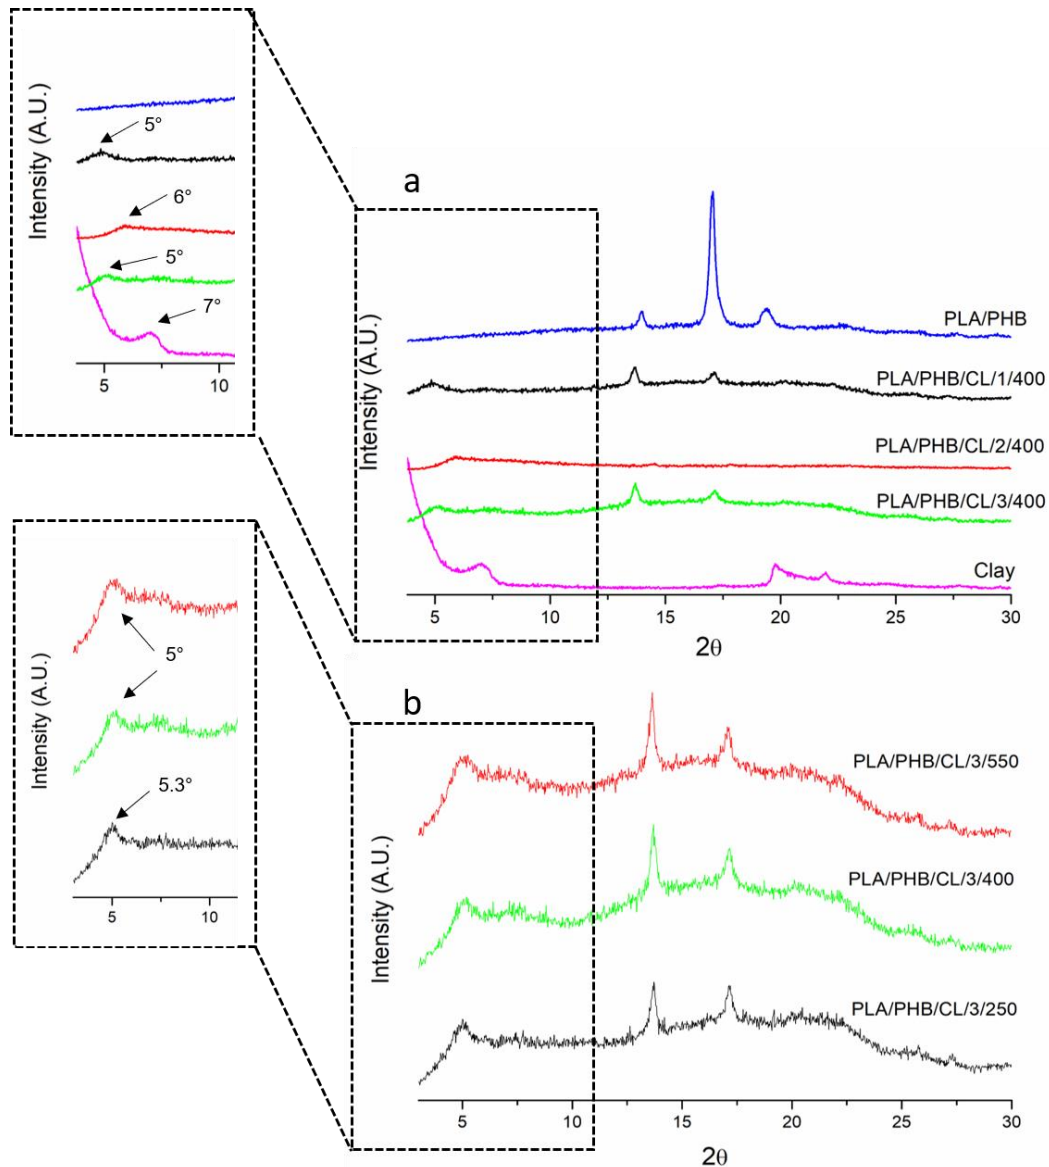 Intensity (A.U.)
5°
6°
5°
7°
5
10
a
Intensity (A.U.)
PLA/PHB
PLA/PHB/CL/1/400
PLA/PHB/CL/2/400
PLA/PHB/CL/3/400
Clay
5
10
15
20
25
30
2θ
Intensity (A.U.)
5°
5.3°
5
10
b
Intensity (A.U.)
PLA/PHB/CL/3/550
PLA/PHB/CL/3/400
PLA/PHB/CL/3/250
5
10
15
20
25
30
2θ